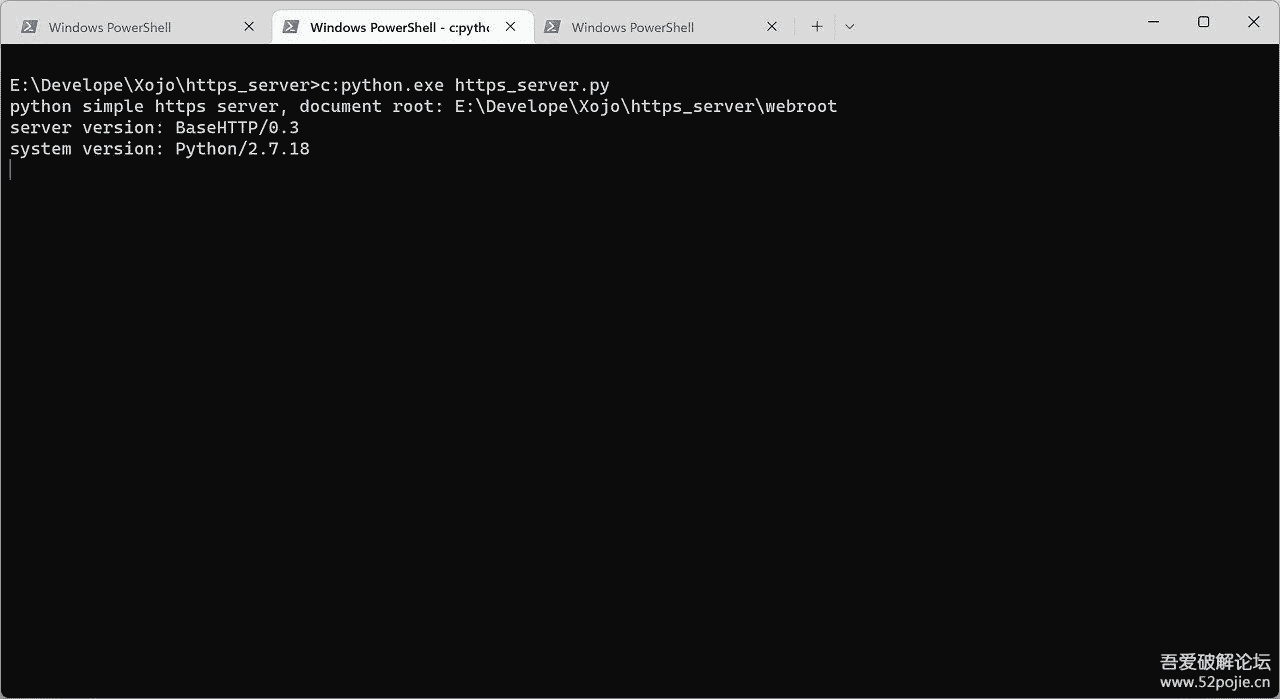 Windows PowerShell
Windows PowerShell - c:pytho
Windows PowerShell
E:\Develope\Xojo\https_server>c:python.exe https_server.py
python simple https server, document root: E:\Develope\Xojo\https_server\webroot
server version: BaseHTTP/0.3
system version: Python/2.7.18
吾爱破解论坛
www.52pojie.cn